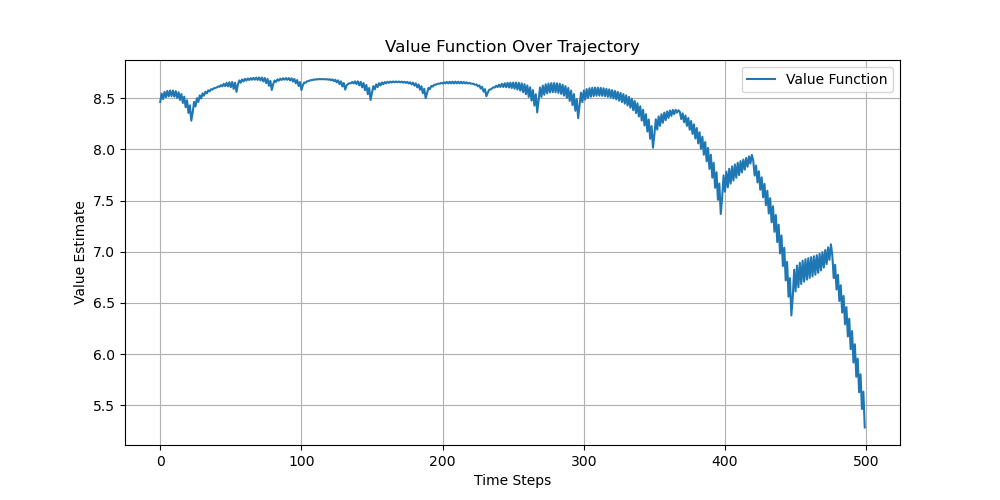 Value Function Over Trajectory
Value Function
8.5
8.0
7.5
7.0
6.5
6.0
5.5
Value Estimate
0 100 200 300 400 500
Time Steps